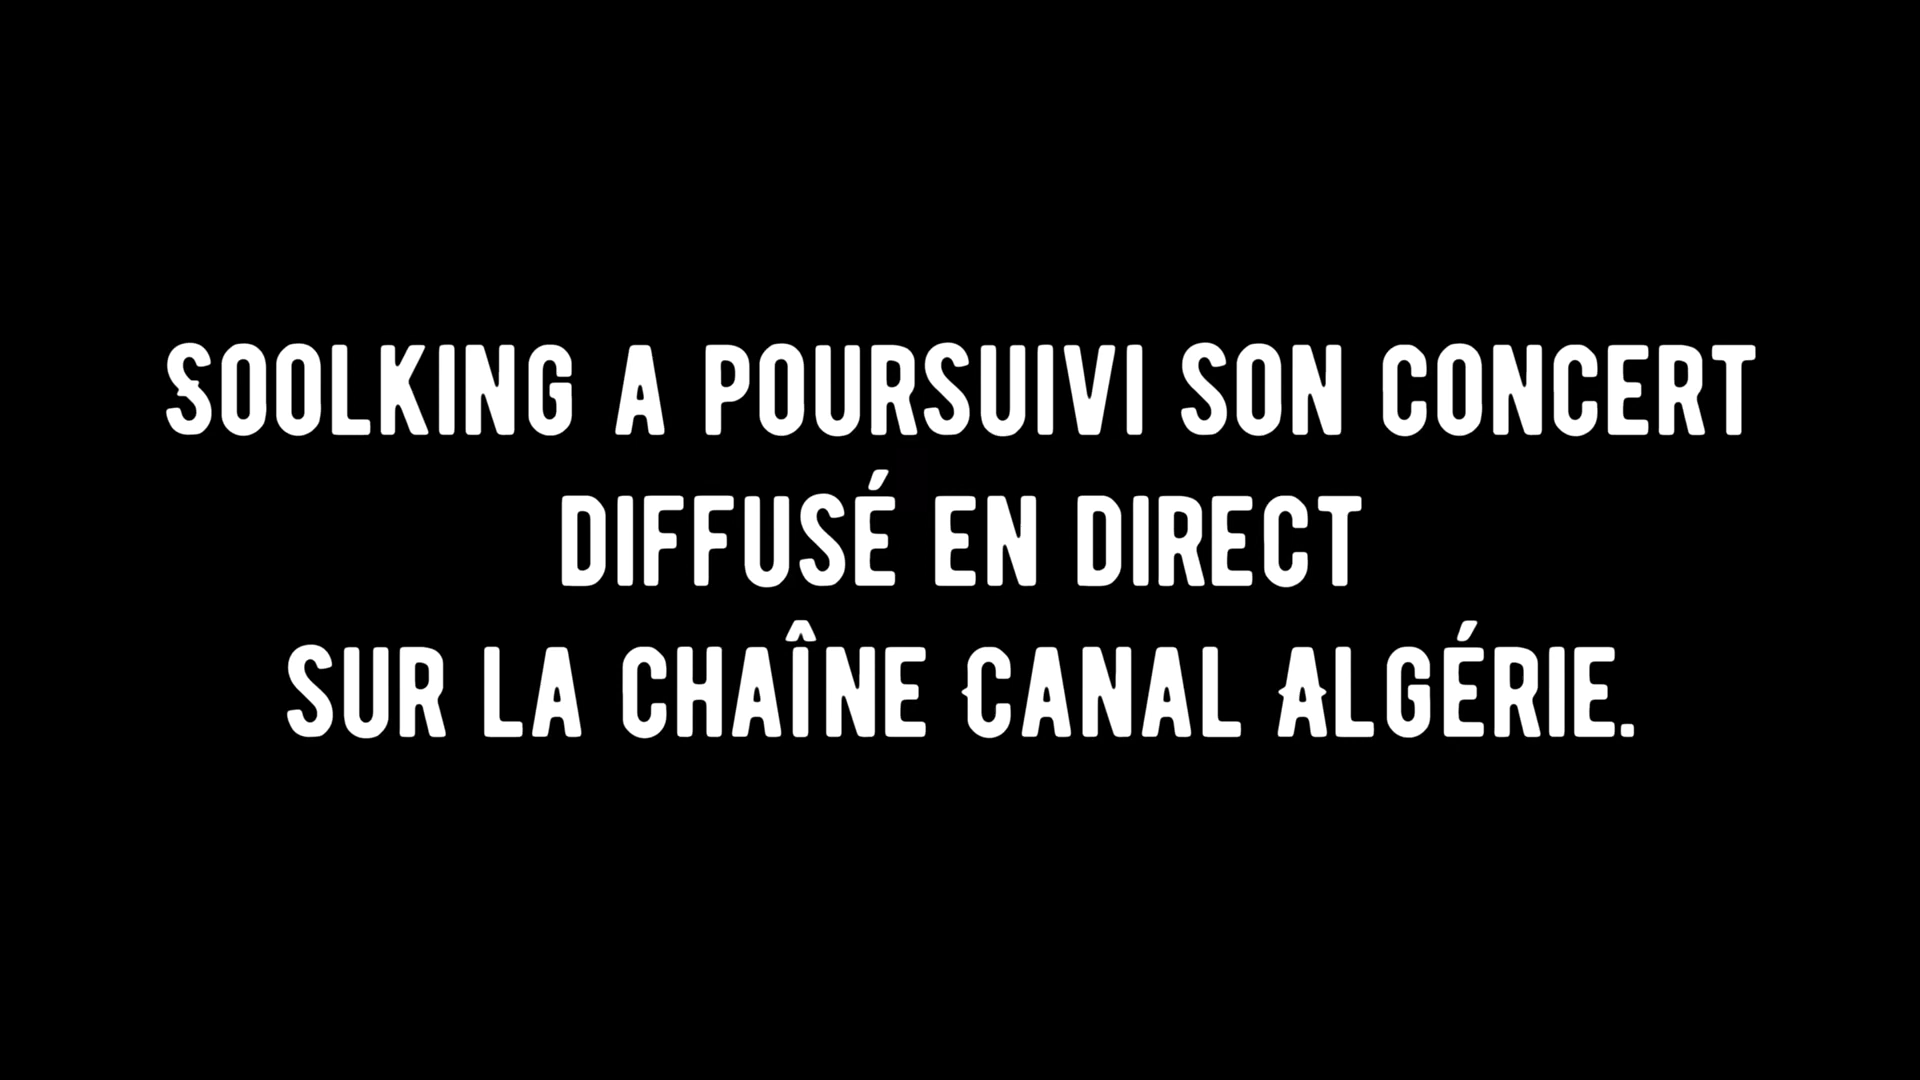 Soolking a poursuivi son concert
diffusé en direct
sur la chaîne Canal Algérie.